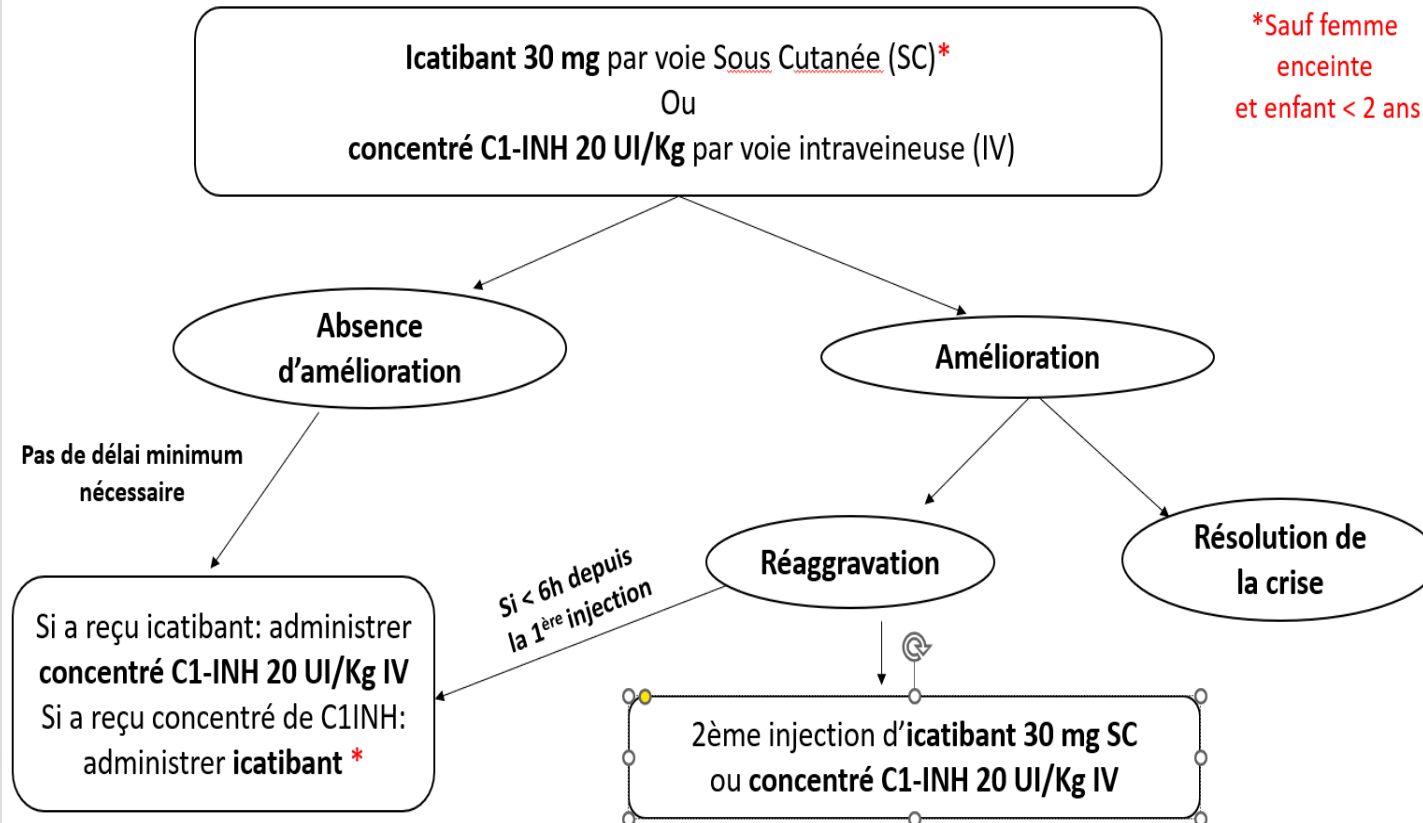 Icatibant 30 mg par voie Sous Cutanée (SC)*
Ou
concentré C1-INH 20 UI/Kg par voie intraveineuse (IV)
*Sauf femme
enceinte
et enfant < 2 ans
Absence
d’amélioration
Amélioration
Pas de délai minimum
nécessaire
Si < 6h depuis
la 1ère injection
Réaggravation
Résolution de
la crise
Si a reçu icatibant: administrer
concentré C1-INH 20 UI/Kg IV
Si a reçu concentré de C1INH:
administrer icatibant *
2ème injection d’icatibant 30 mg SC
ou concentré C1-INH 20 UI/Kg IV